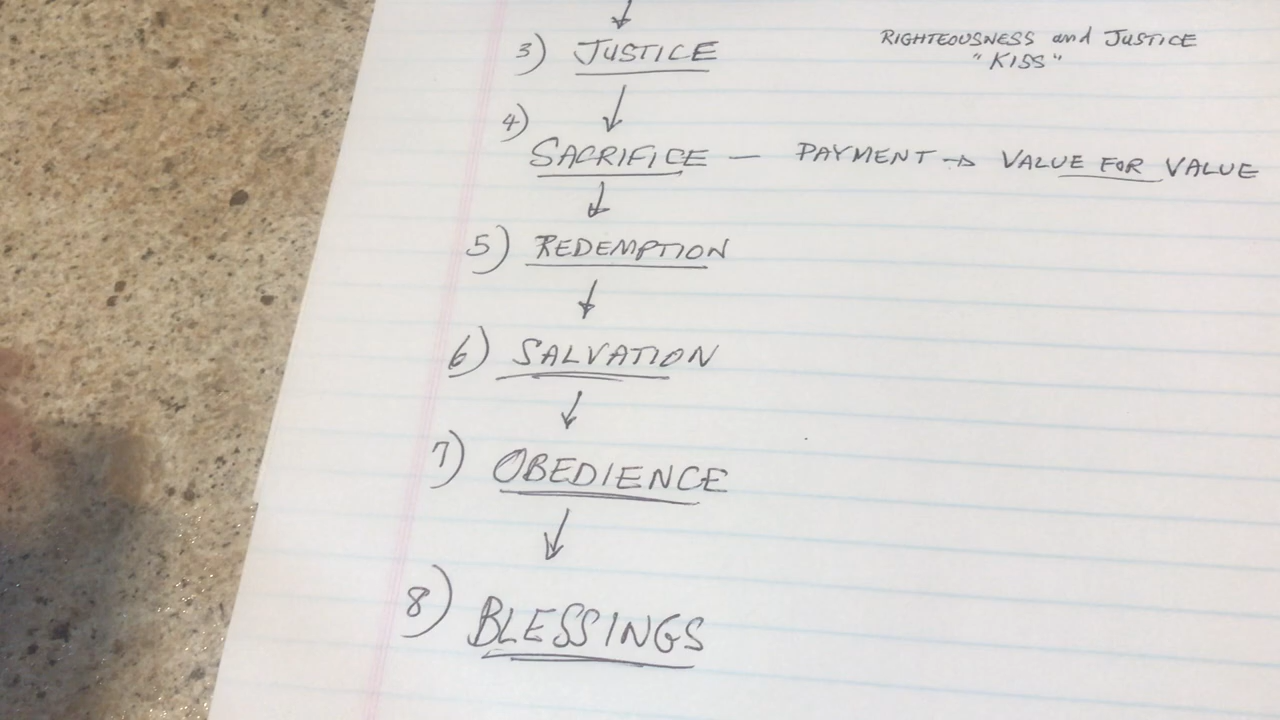 3) JUSTICE
RIGHTEOUSNESS and JUSTICE
"KISS"
4)
SACRIFICE — PAYMENT → VALUE FOR VALUE
5) REDEMPTION
6) SALVATION
7) OBEDIENCE
8) BLESSINGS